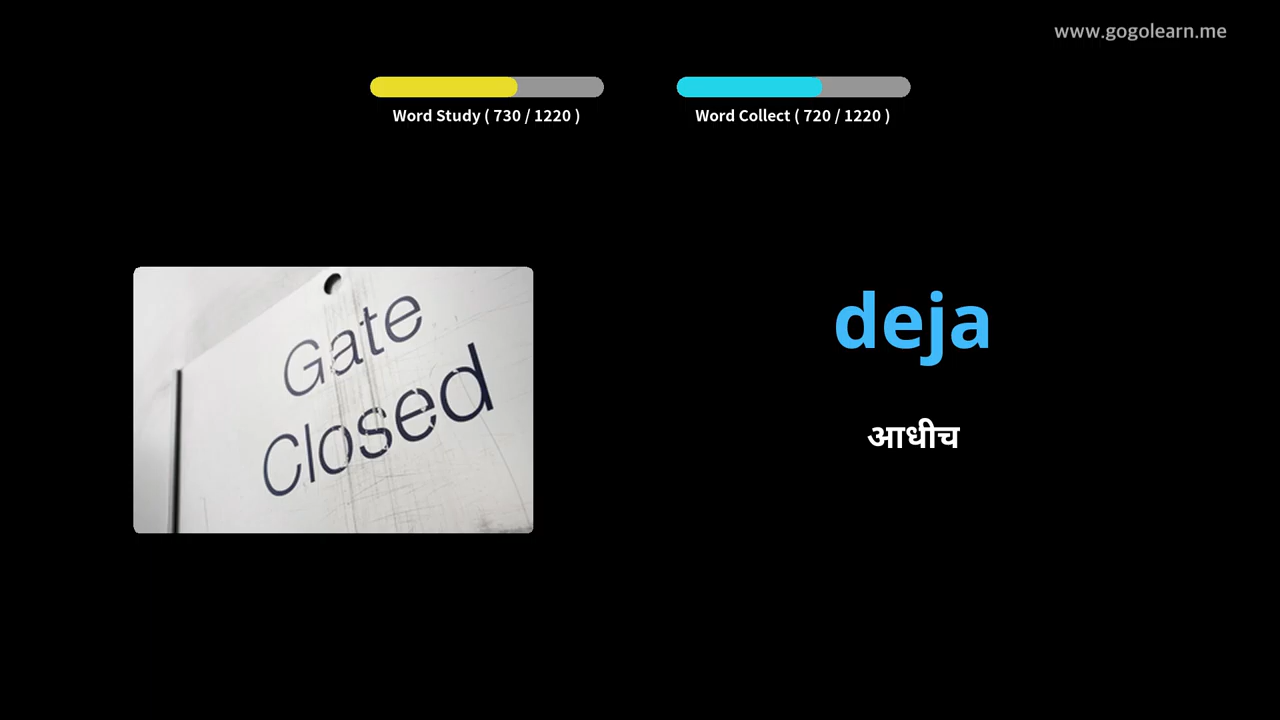 www.gogolearn.me
Word Study ( 730 / 1220 )
Word Collect ( 720 / 1220 )
Gate
Closed
deja
आधीच